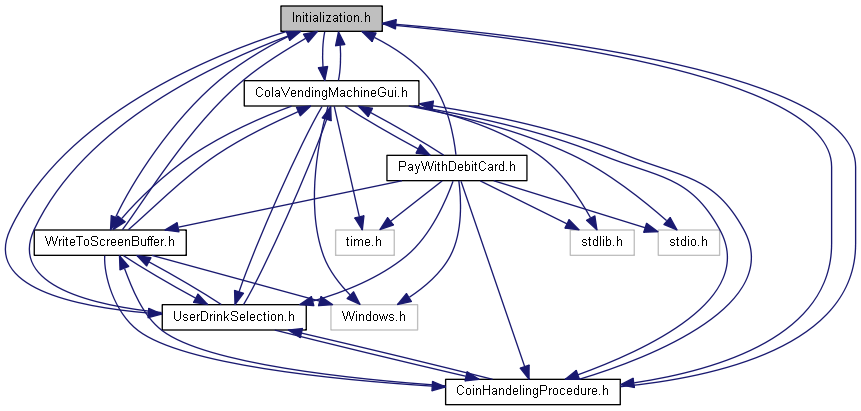 Initialization.h
ColaVendingMachineGui.h
PayWithDebitCard.h
WriteToScreenBuffer.h
time.h
stdlib.h
stdio.h
UserDrinkSelection.h
Windows.h
CoinHandelingProcedure.h